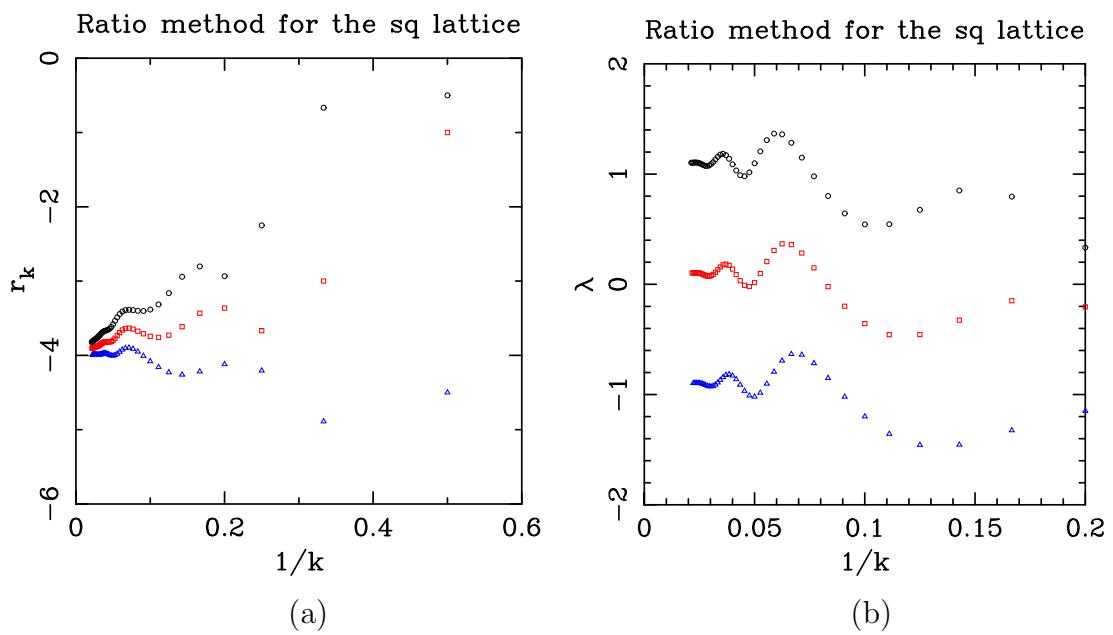 Ratio method for the sq lattice
0
−2
−4
−6
r_k
0
0.2
0.4
0.6
1/k
(a)
Ratio method for the sq lattice
2
1
0
−1
−2
λ
0
0.05
0.1
0.15
0.2
1/k
(b)